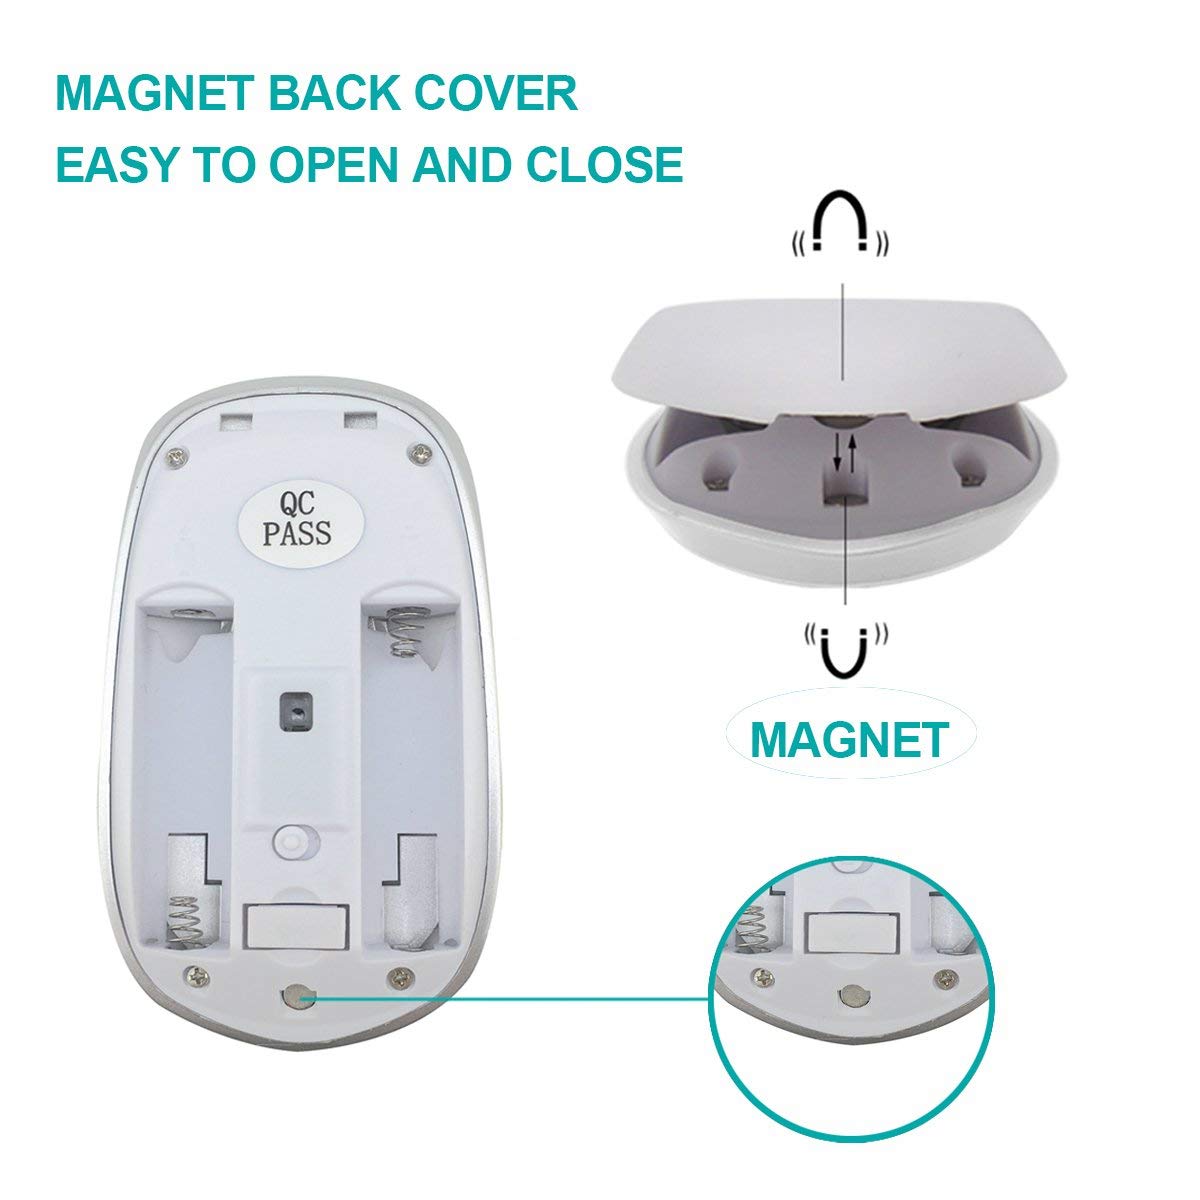 MAGNET BACK COVER
EASY TO OPEN AND CLOSE
QC
PASS
MAGNET